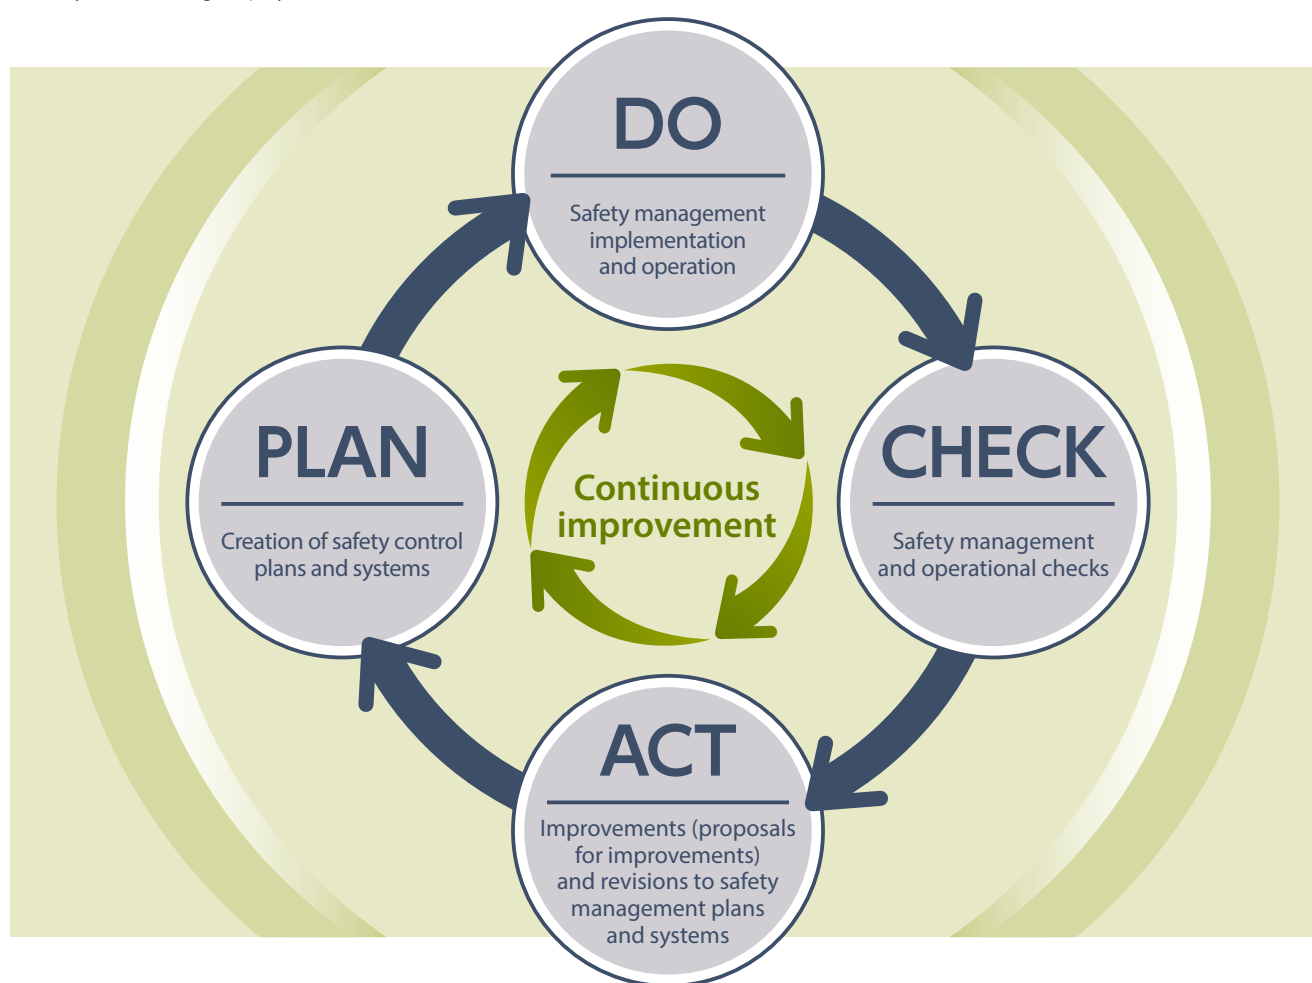 DO
Safety management
implementation
and operation
PLAN
Creation of safety control
plans and systems
Continuous
improvement
CHECK
Safety management
and operational checks
ACT
Improvements (proposals
for improvements)
and revisions to safety
management plans
and systems